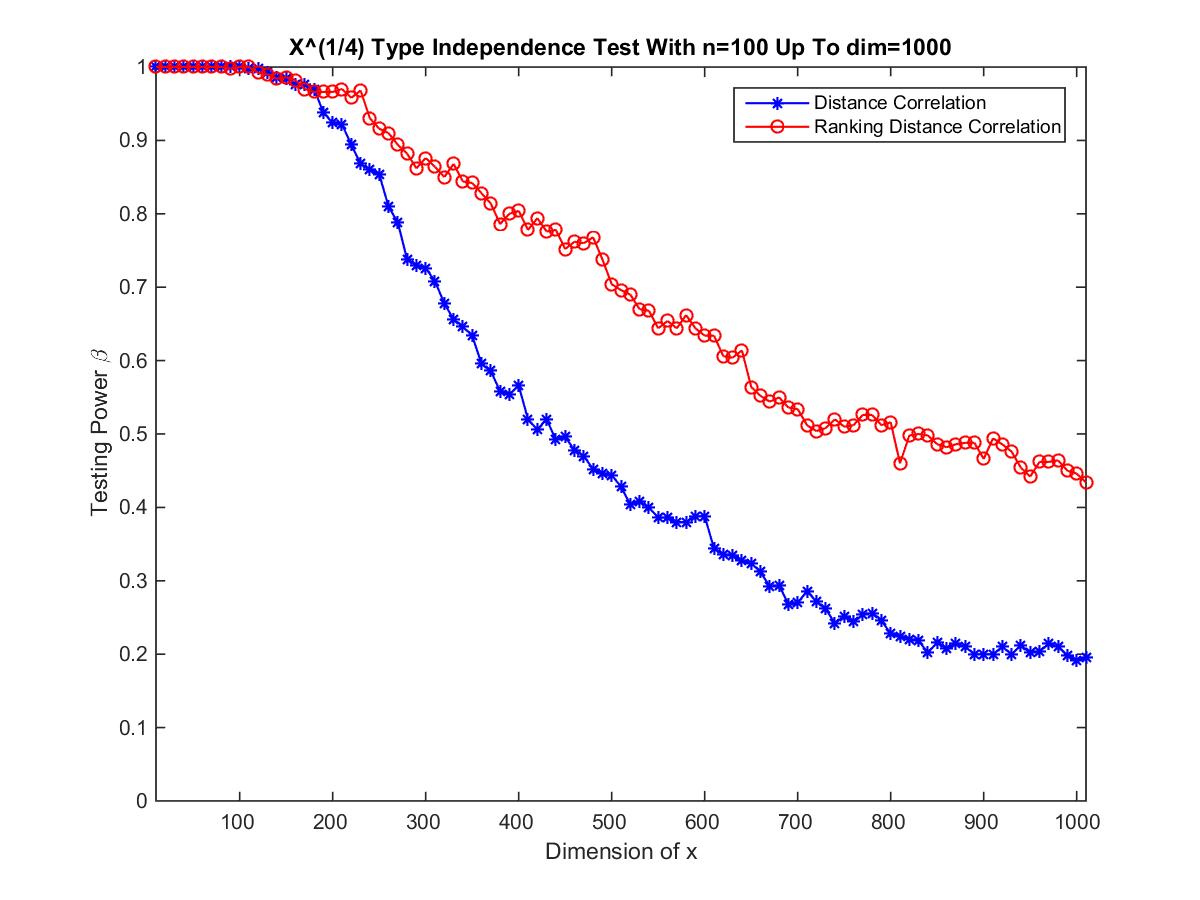 X^(1/4) Type Independence Test With n=100 Up To dim=1000
Distance Correlation
Ranking Distance Correlation
Testing Power β
1
0.9
0.8
0.7
0.6
0.5
0.4
0.3
0.2
0.1
0
100 200 300 400 500 600 700 800 900 1000
Dimension of x